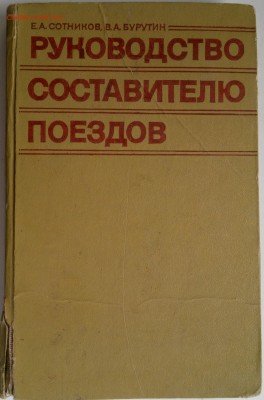 Е.А. СОТНИКОВ, В.А. БУРУТИН
РУКОВОДСТВО
СОСТАВИТЕЛЮ
ПОЕЗДОВ